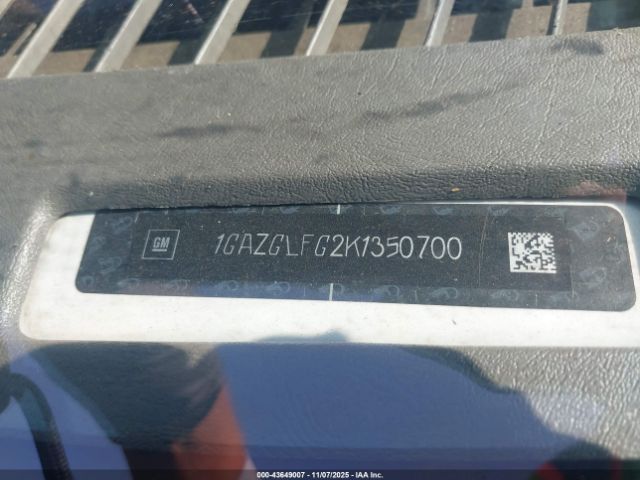 GM 1GAZGLFG2K1350700
000-43649007 - 11/07/2025 - IAA Inc.